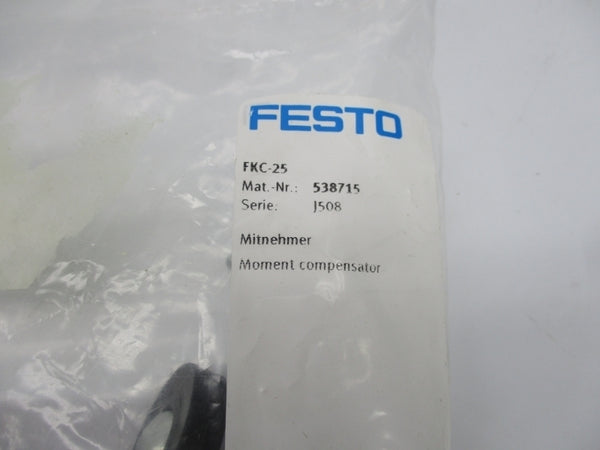 FESTO
FKC-25
Mat.-Nr.: 538715
Serie: J508
Mitnehmer
Moment compensator